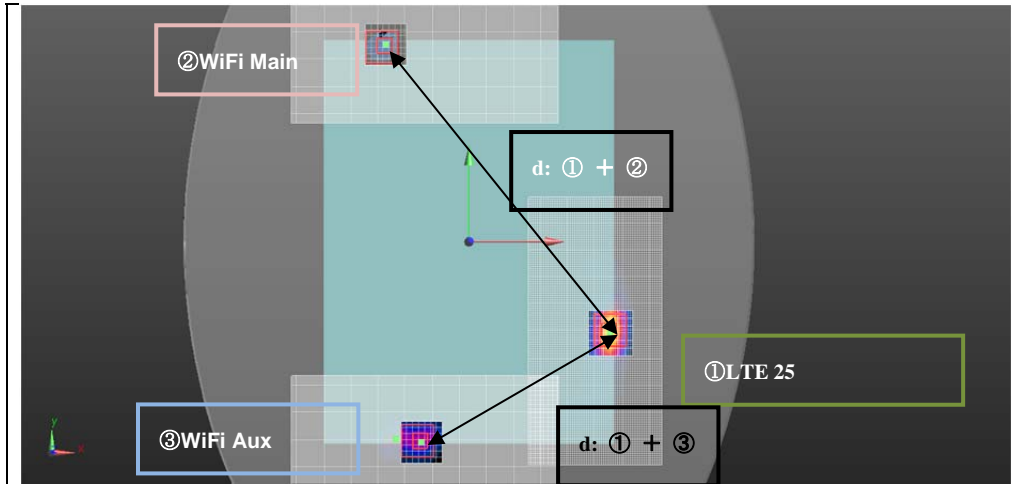 ②WiFi Main
d: ① + ②
①LTE 25
③WiFi Aux
d: ① + ③
y
x